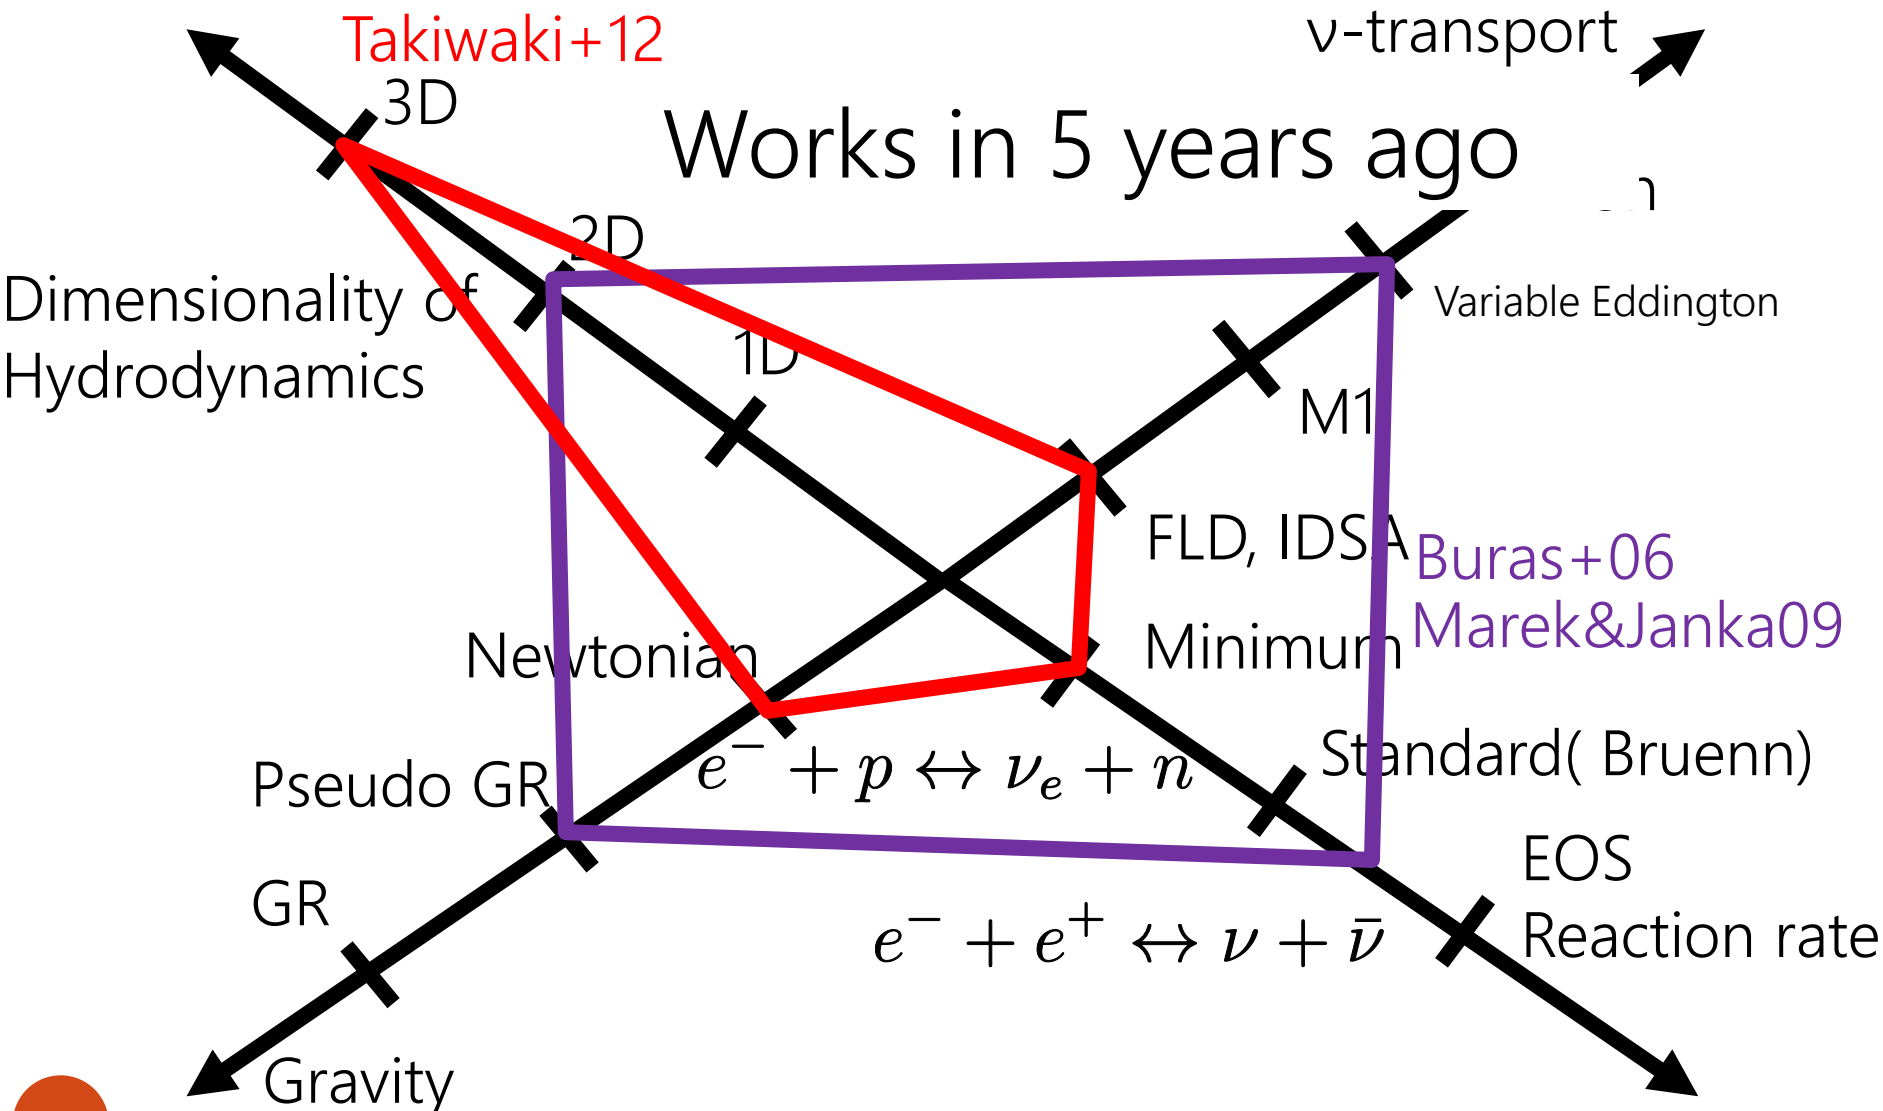 Takiwaki+12
ν-transport
3D
Works in 5 years ago
2D
Dimensionality of
Hydrodynamics
Variable Eddington
1D
M1
FLD, IDSA
Buras+06
Marek&Janka09
Newtonian
Minimum
Standard( Bruenn)
Pseudo GR
e⁻ + p ↔ νₑ + n
EOS
Reaction rate
GR
e⁻ + e⁺ ↔ ν + ν̄
Gravity